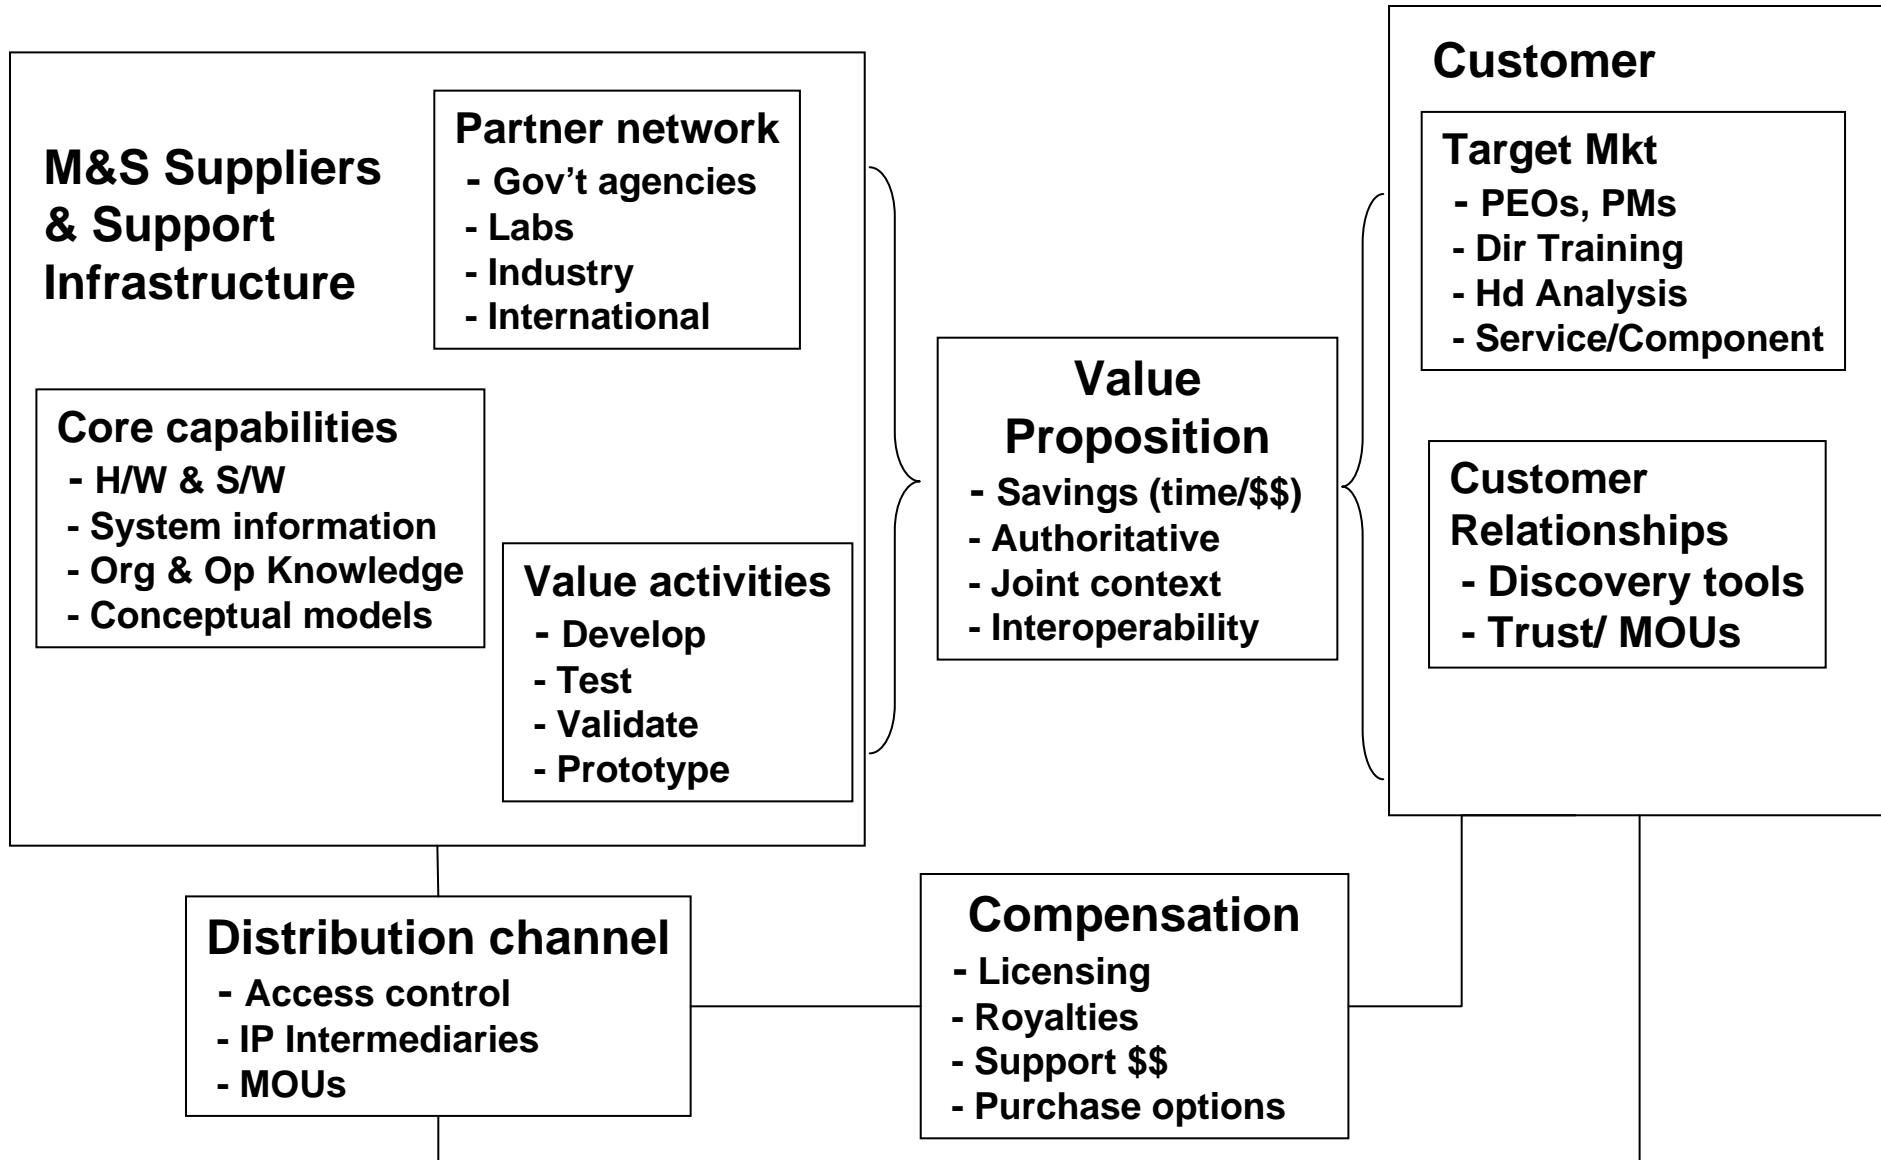 M&S Suppliers
& Support
Infrastructure
Partner network
- Gov’t agencies
- Labs
- Industry
- International
Core capabilities
- H/W & S/W
- System information
- Org & Op Knowledge
- Conceptual models
Value activities
- Develop
- Test
- Validate
- Prototype
Value
Proposition
- Savings (time/$$)
- Authoritative
- Joint context
- Interoperability
Customer
Target Mkt
- PEOs, PMs
- Dir Training
- Hd Analysis
- Service/Component
Customer
Relationships
- Discovery tools
- Trust/ MOUs
Distribution channel
- Access control
- IP Intermediaries
- MOUs
Compensation
- Licensing
- Royalties
- Support $$
- Purchase options